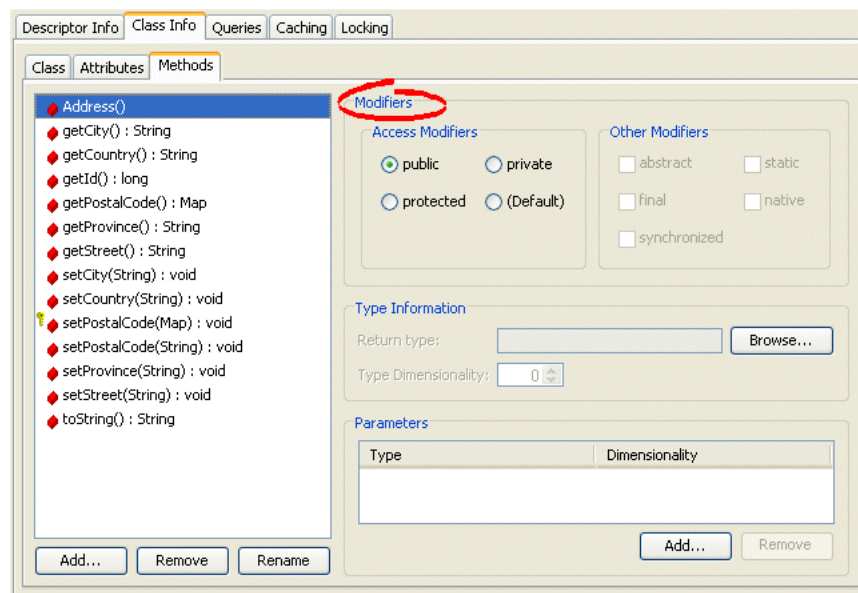 Descriptor Info Class Info Queries Caching Locking
Class Attributes Methods
Address()
getCity() : String
getCountry() : String
getId() : long
getPostalCode() : Map
getProvince() : String
getStreet() : String
setCity(String) : void
setCountry(String) : void
setPostalCode(Map) : void
setPostalCode(String) : void
setProvince(String) : void
setStreet(String) : void
toString() : String
Add... Remove Rename
Modifiers
Access Modifiers
public private
protected (Default)
Other Modifiers
abstract static
final native
synchronized
Type Information
Return type: Browse...
Type Dimensionality: 0
Parameters
Type Dimensionality
Add... Remove